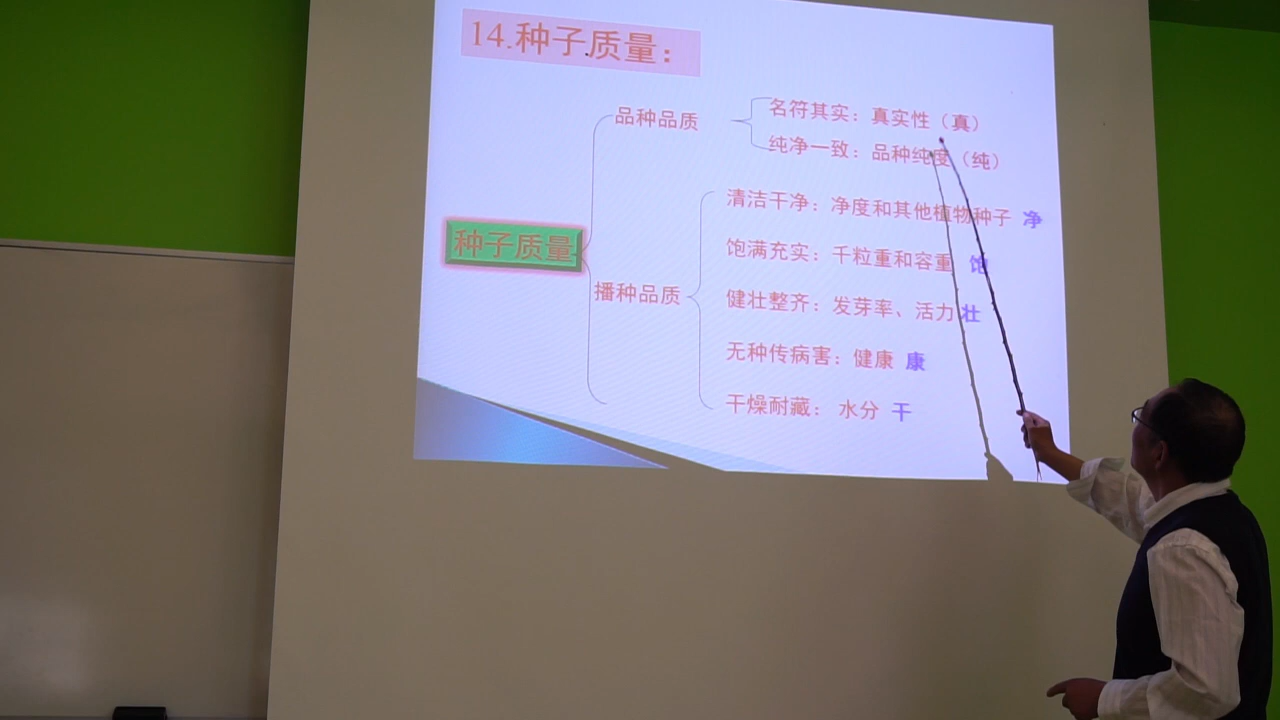 14.种子质量：
品种品质
名符其实：真实性（真）
纯净一致：品种纯度（纯）
种子质量
播种品质
清洁干净：净度和其他植物种子 净
饱满充实：千粒重和容重 饱
健壮整齐：发芽率、活力 壮
无种传病害：健康 康
干燥耐藏： 水分 干